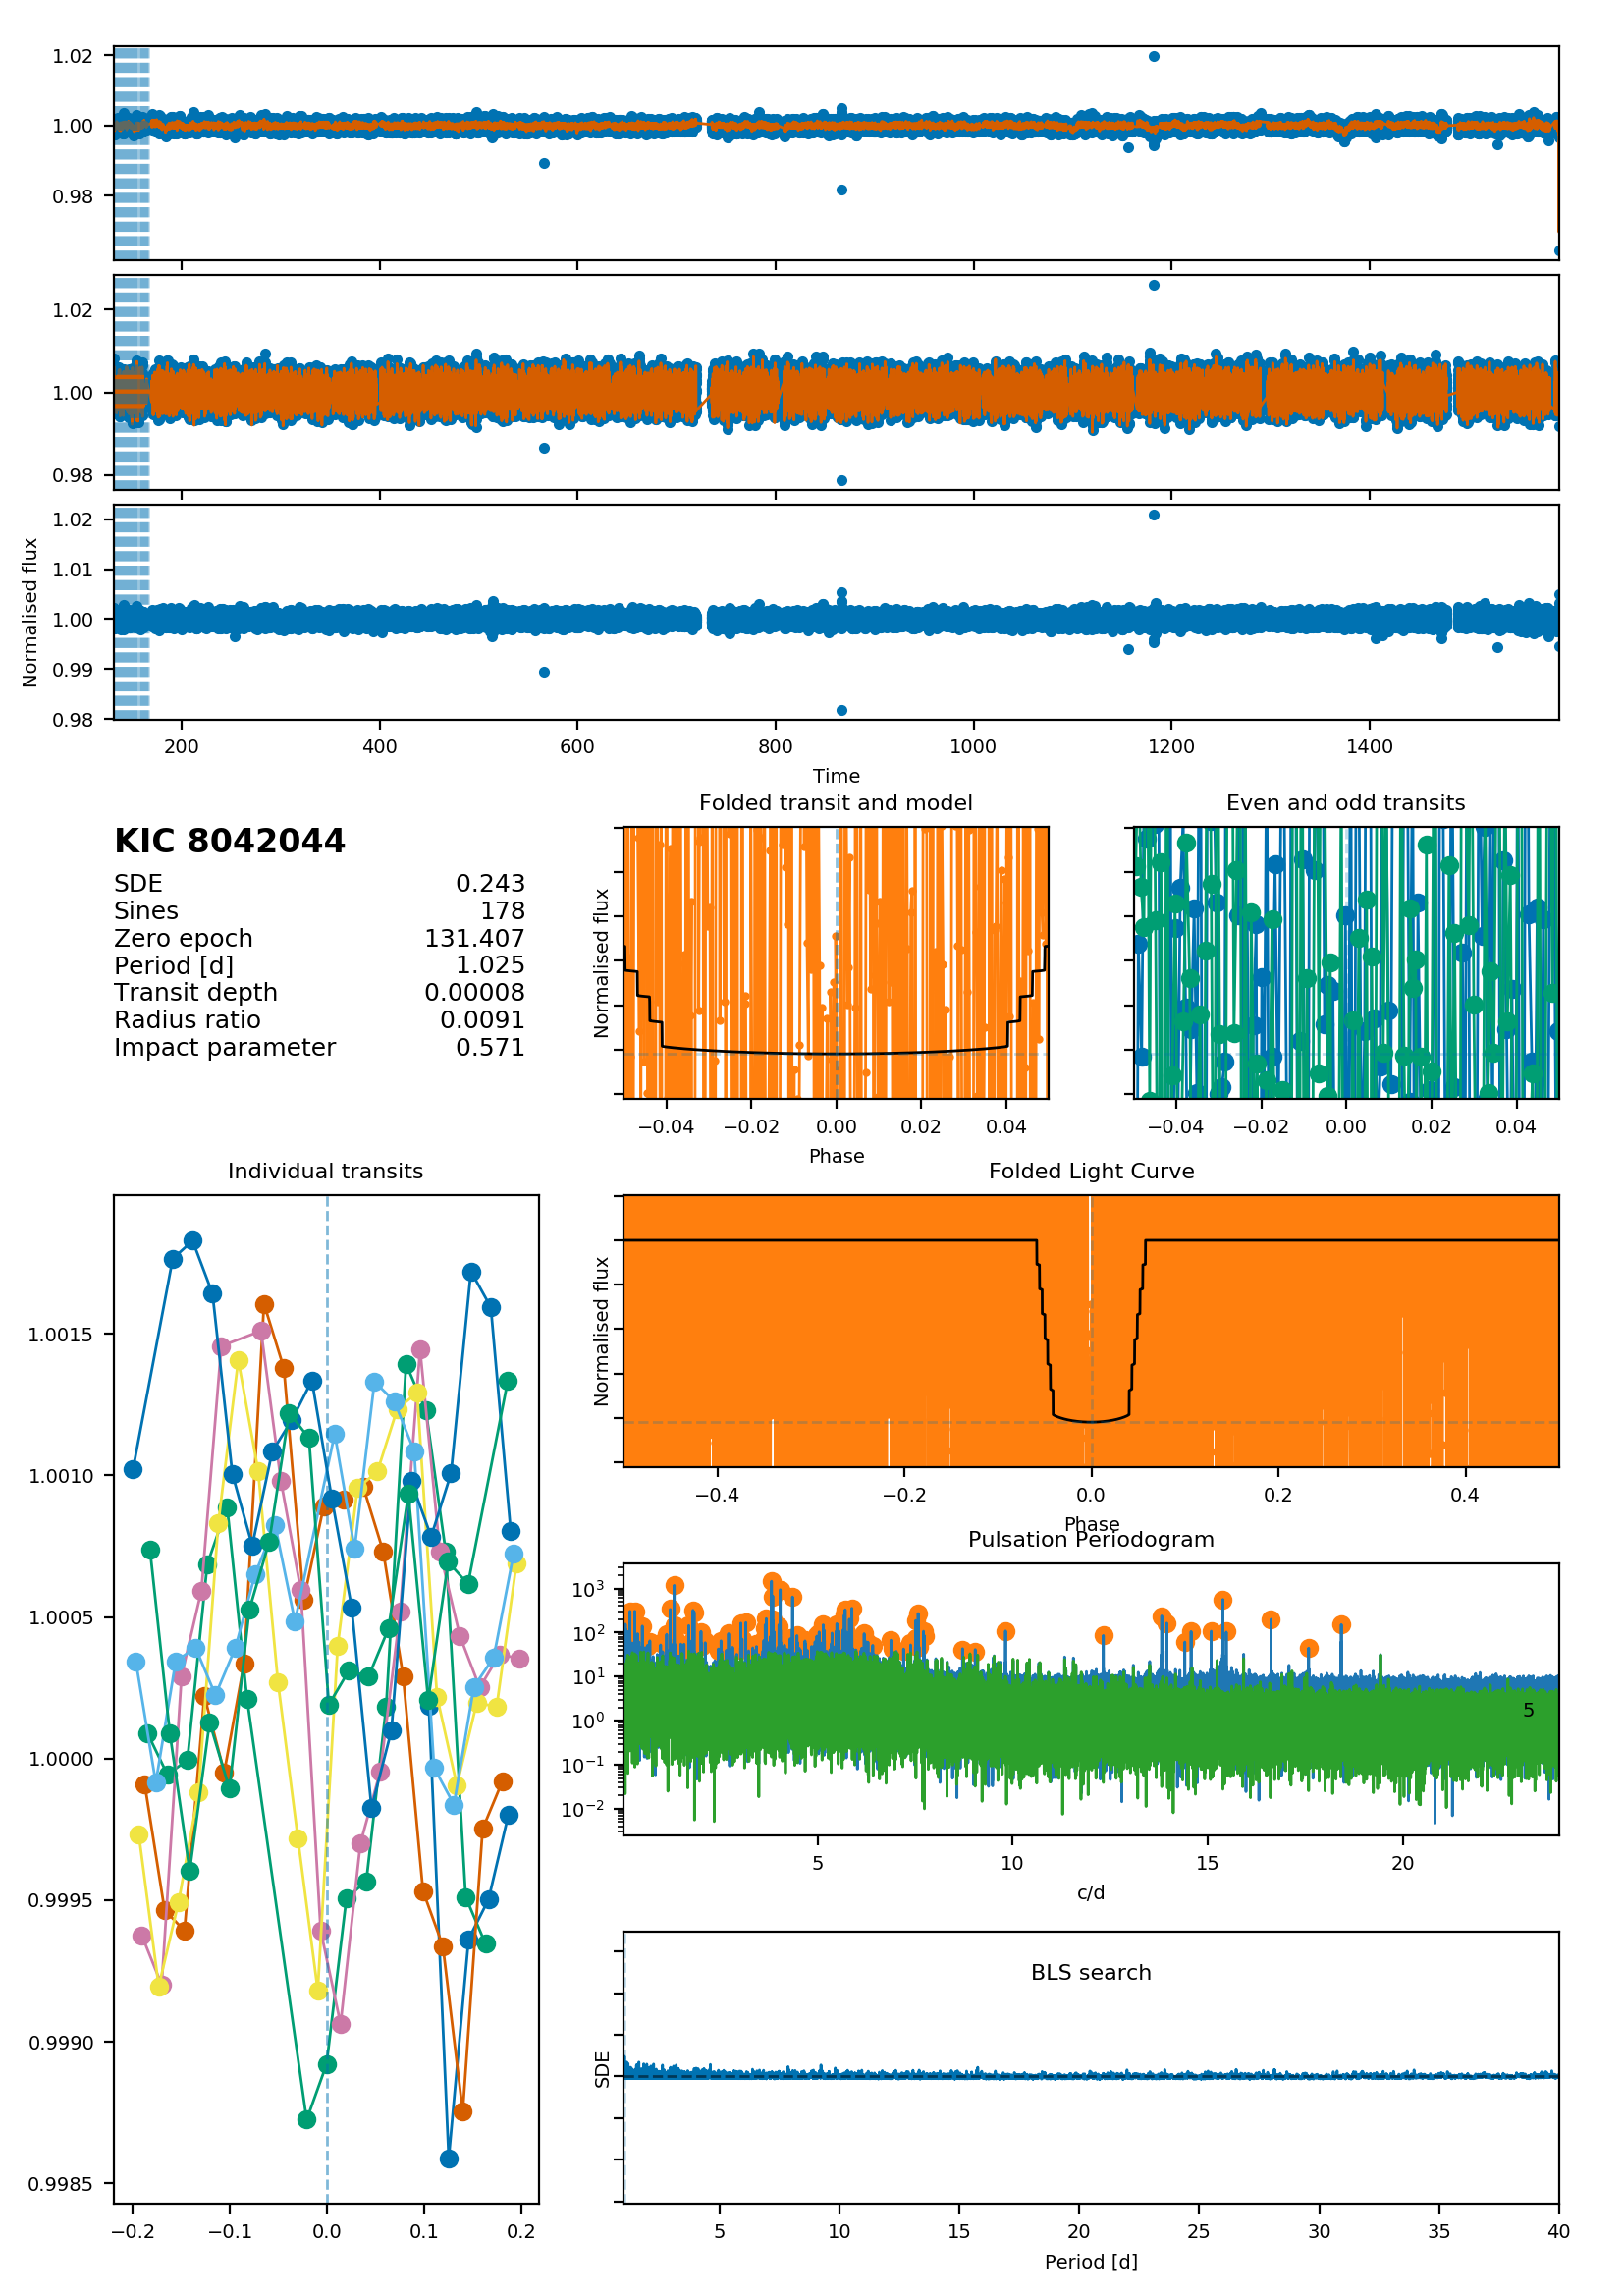 1.02
1.00
0.98
1.02
1.00
0.98
1.02
1.01
1.00
0.99
0.98
Normalised flux
200 400 600 800 1000 1200 1400
Time
KIC 8042044
SDE 0.243
Sines 178
Zero epoch 131.407
Period [d] 1.025
Transit depth 0.00008
Radius ratio 0.0091
Impact parameter 0.571
Folded transit and model
Normalised flux
−0.04 −0.02 0.00 0.02 0.04
Phase
Even and odd transits
−0.04 −0.02 0.00 0.02 0.04
Individual transits
1.0015
1.0010
1.0005
1.0000
0.9995
0.9990
0.9985
−0.2 −0.1 0.0 0.1 0.2
Folded Light Curve
Normalised flux
−0.4 −0.2 0.0 0.2 0.4
Phase
Pulsation Periodogram
10³
10²
10¹
10⁰
10⁻¹
10⁻²
5
5 10 15 20
c/d
BLS search
SDE
5 10 15 20 25 30 35 40
Period [d]